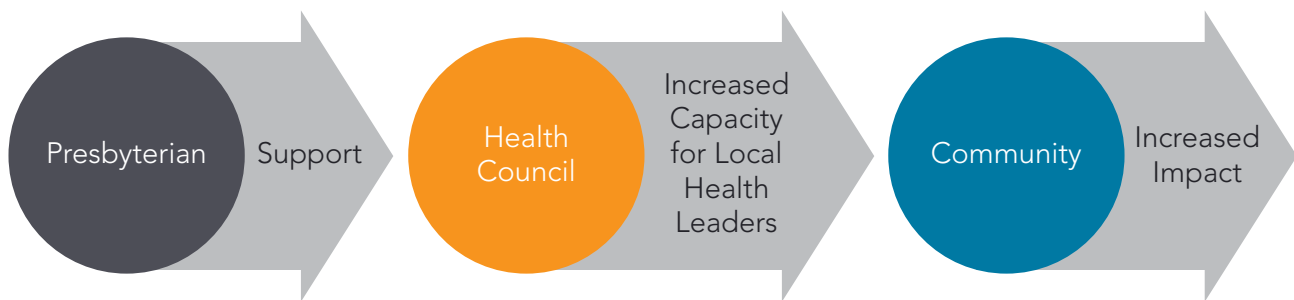 Presbyterian
Support
Health
Council
Increased
Capacity
for Local
Health
Leaders
Community
Increased
Impact